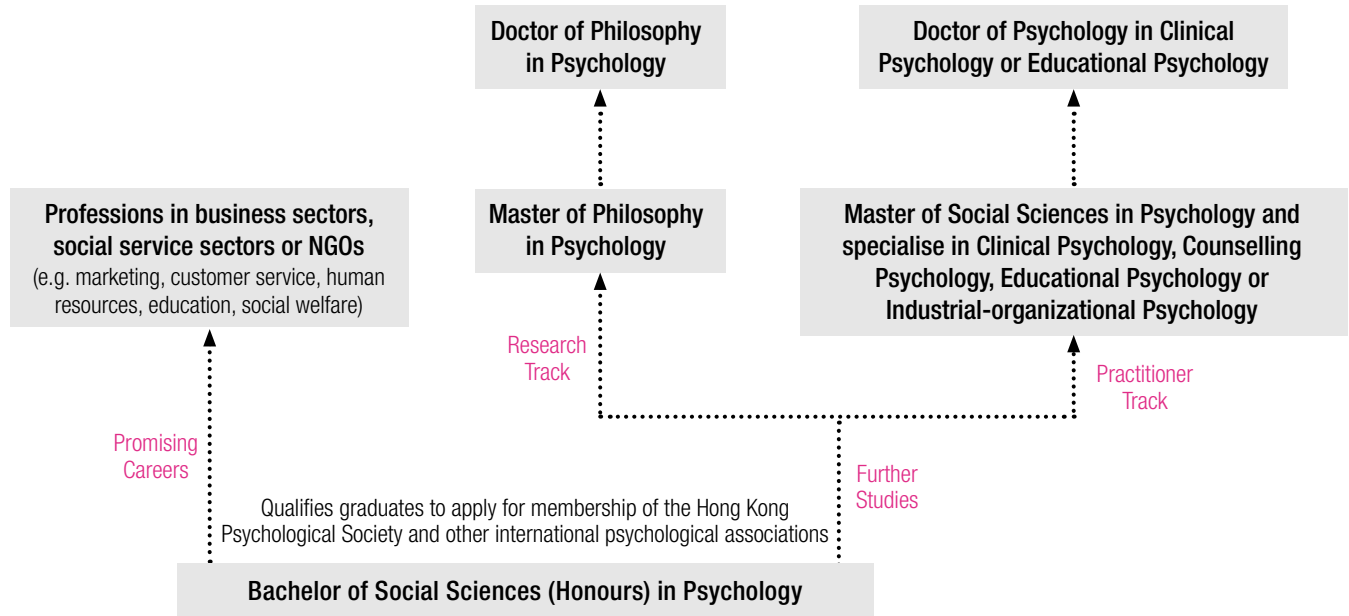 Doctor of Philosophy
in Psychology
Doctor of Psychology in Clinical
Psychology or Educational Psychology
Professions in business sectors,
social service sectors or NGOs
(e.g. marketing, customer service, human
resources, education, social welfare)
Master of Philosophy
in Psychology
Master of Social Sciences in Psychology and
specialise in Clinical Psychology, Counselling
Psychology, Educational Psychology or
Industrial-organizational Psychology
Research
Track
Practitioner
Track
Promising
Careers
Further
Studies
Qualifies graduates to apply for membership of the Hong Kong
Psychological Society and other international psychological associations
Bachelor of Social Sciences (Honours) in Psychology